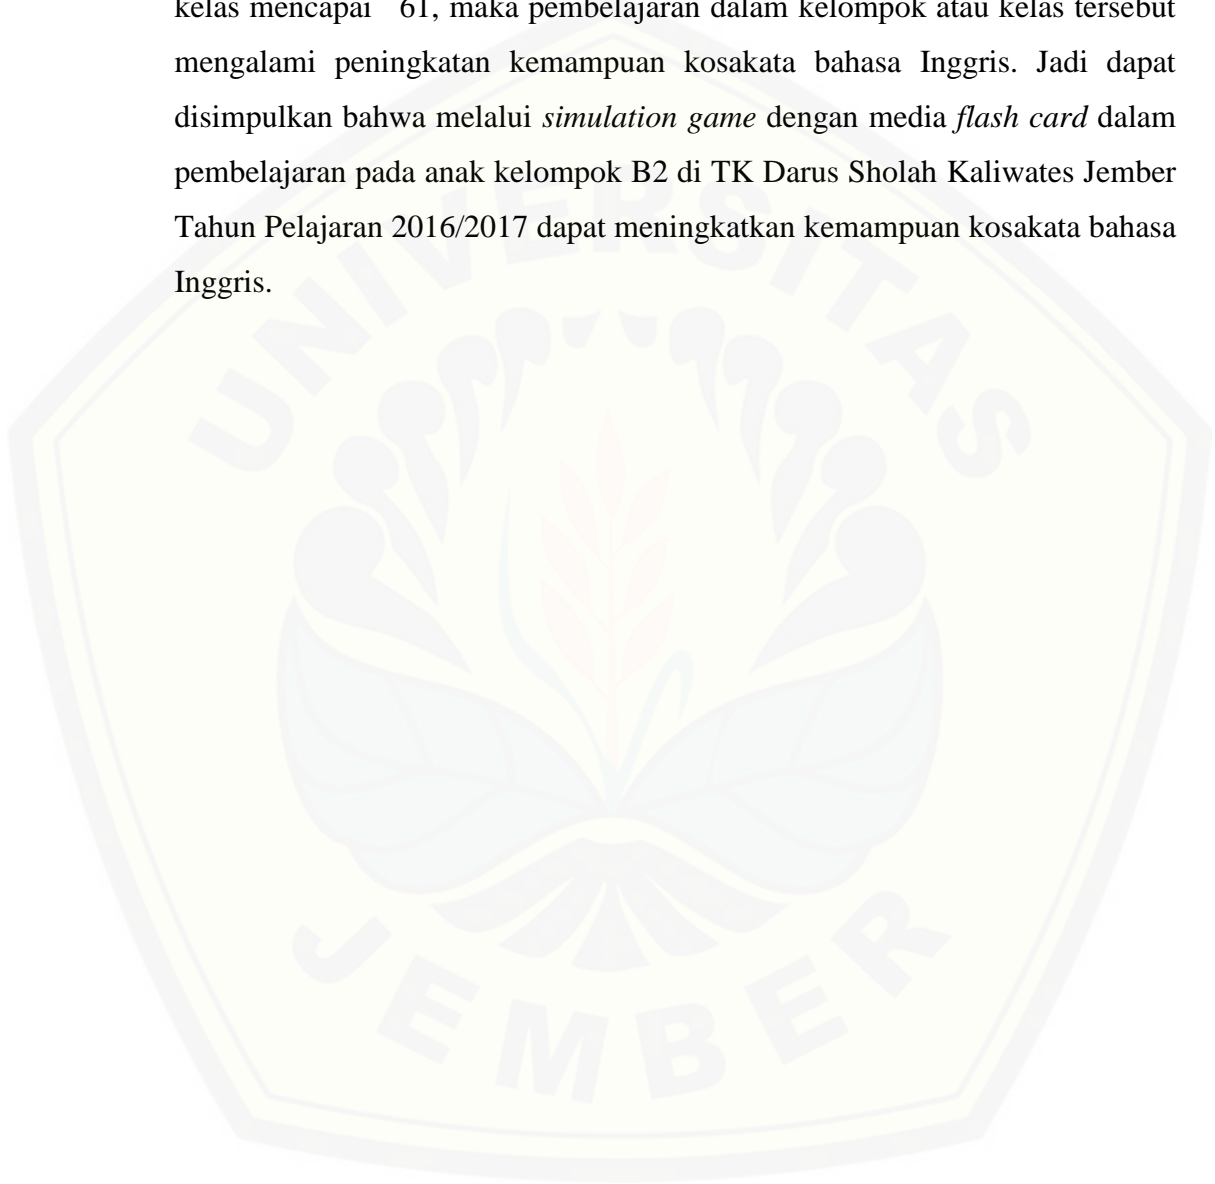 kelas mencapai 61, maka pembelajaran dalam kelompok atau kelas tersebut
mengalami peningkatan kemampuan kosakata bahasa Inggris. Jadi dapat
disimpulkan bahwa melalui simulation game dengan media flash card dalam
pembelajaran pada anak kelompok B2 di TK Darus Sholah Kaliwates Jember
Tahun Pelajaran 2016/2017 dapat meningkatkan kemampuan kosakata bahasa
Inggris.
UNIVERSITAS
JEMBER